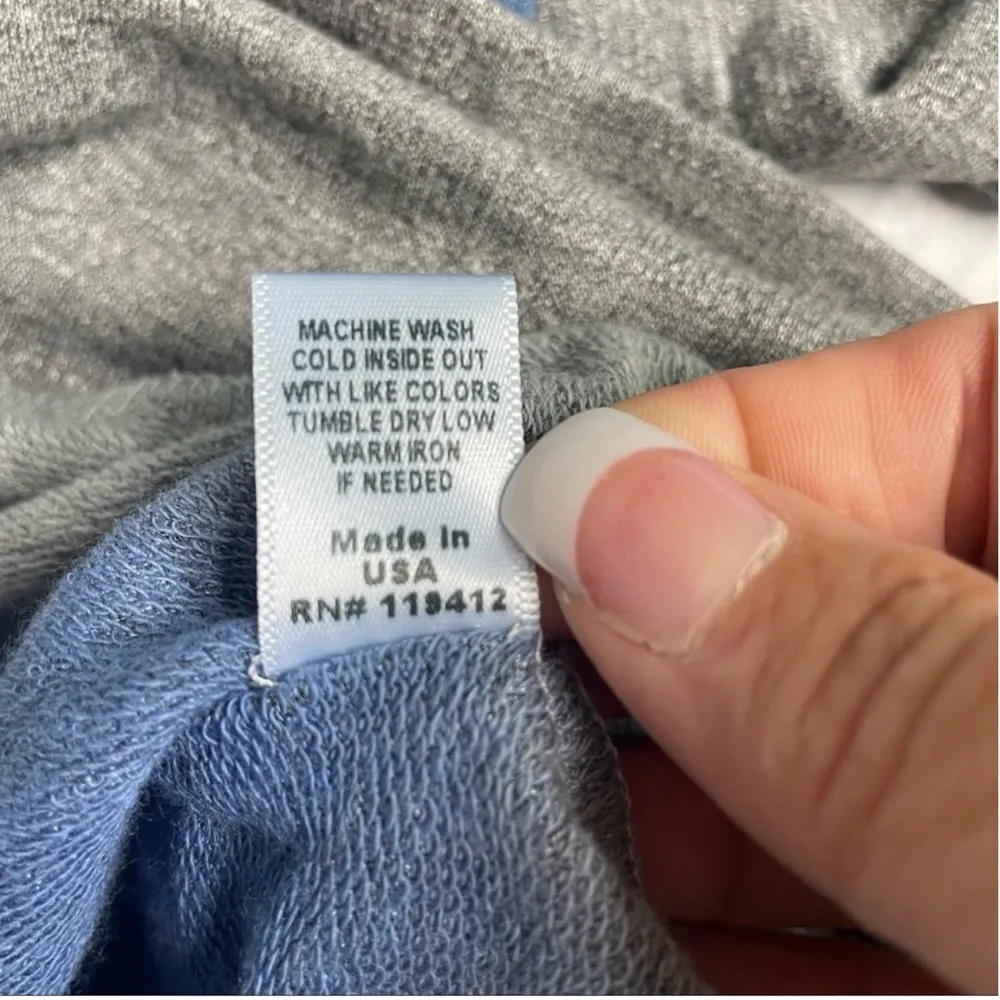 MACHINE WASH
COLD INSIDE OUT
WITH LIKE COLORS
TUMBLE DRY LOW
WARM IRON
IF NEEDED
Made in
USA
RN# 119412